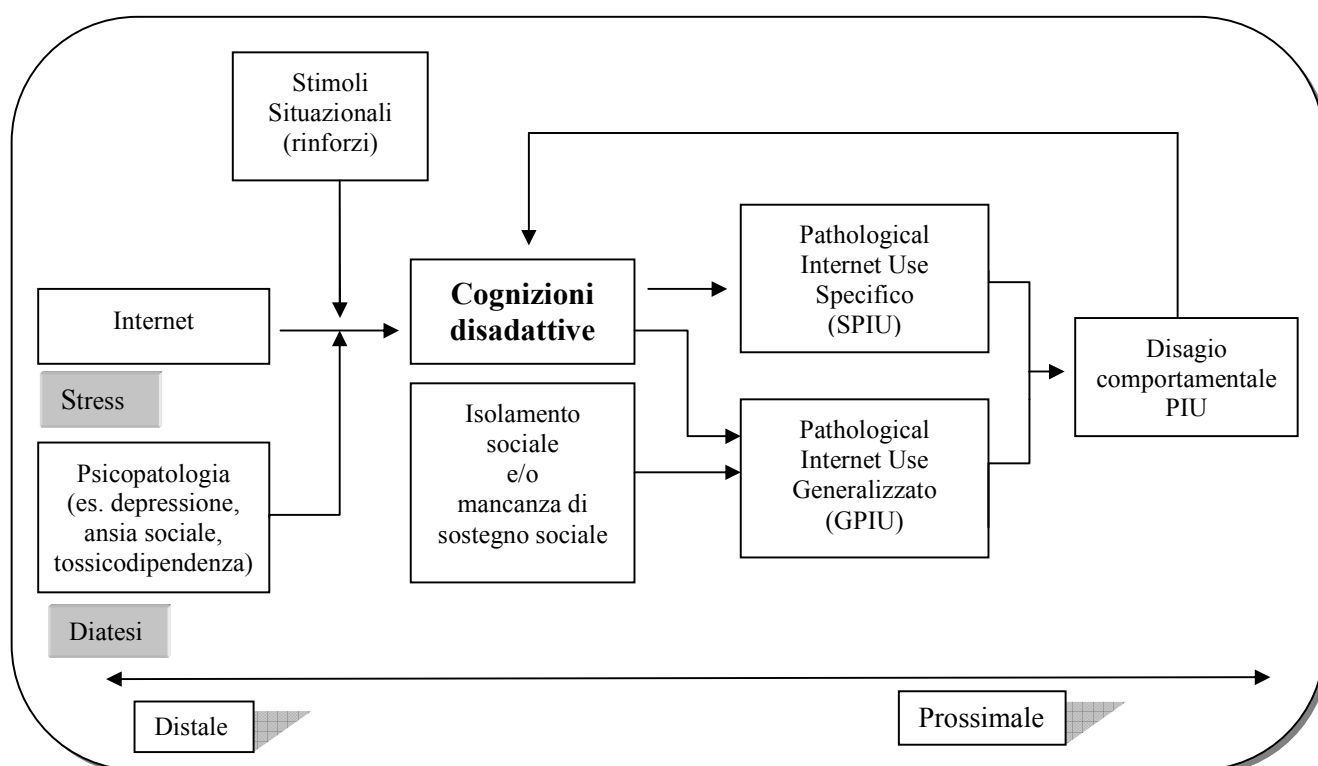 Stimoli
Situazionali
(rinforzi)
Internet
Stress
Psicopatologia
(es. depressione,
ansia sociale,
tossicodipendenza)
Diatesi
Cognizioni
disadattive
Isolamento
sociale
e/o
mancanza di
sostegno sociale
Pathological
Internet Use
Specifico
(SPIU)
Pathological
Internet Use
Generalizzato
(GPIU)
Disagio
comportamentale
PIU
Distale
Prossimale